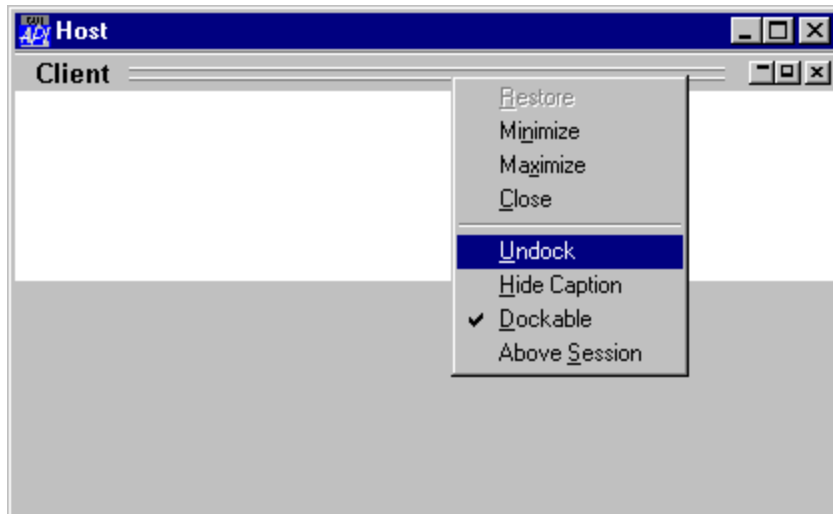 Host
Client
Restore
Minimize
Maximize
Close
Undock
Hide Caption
Dockable
Above Session